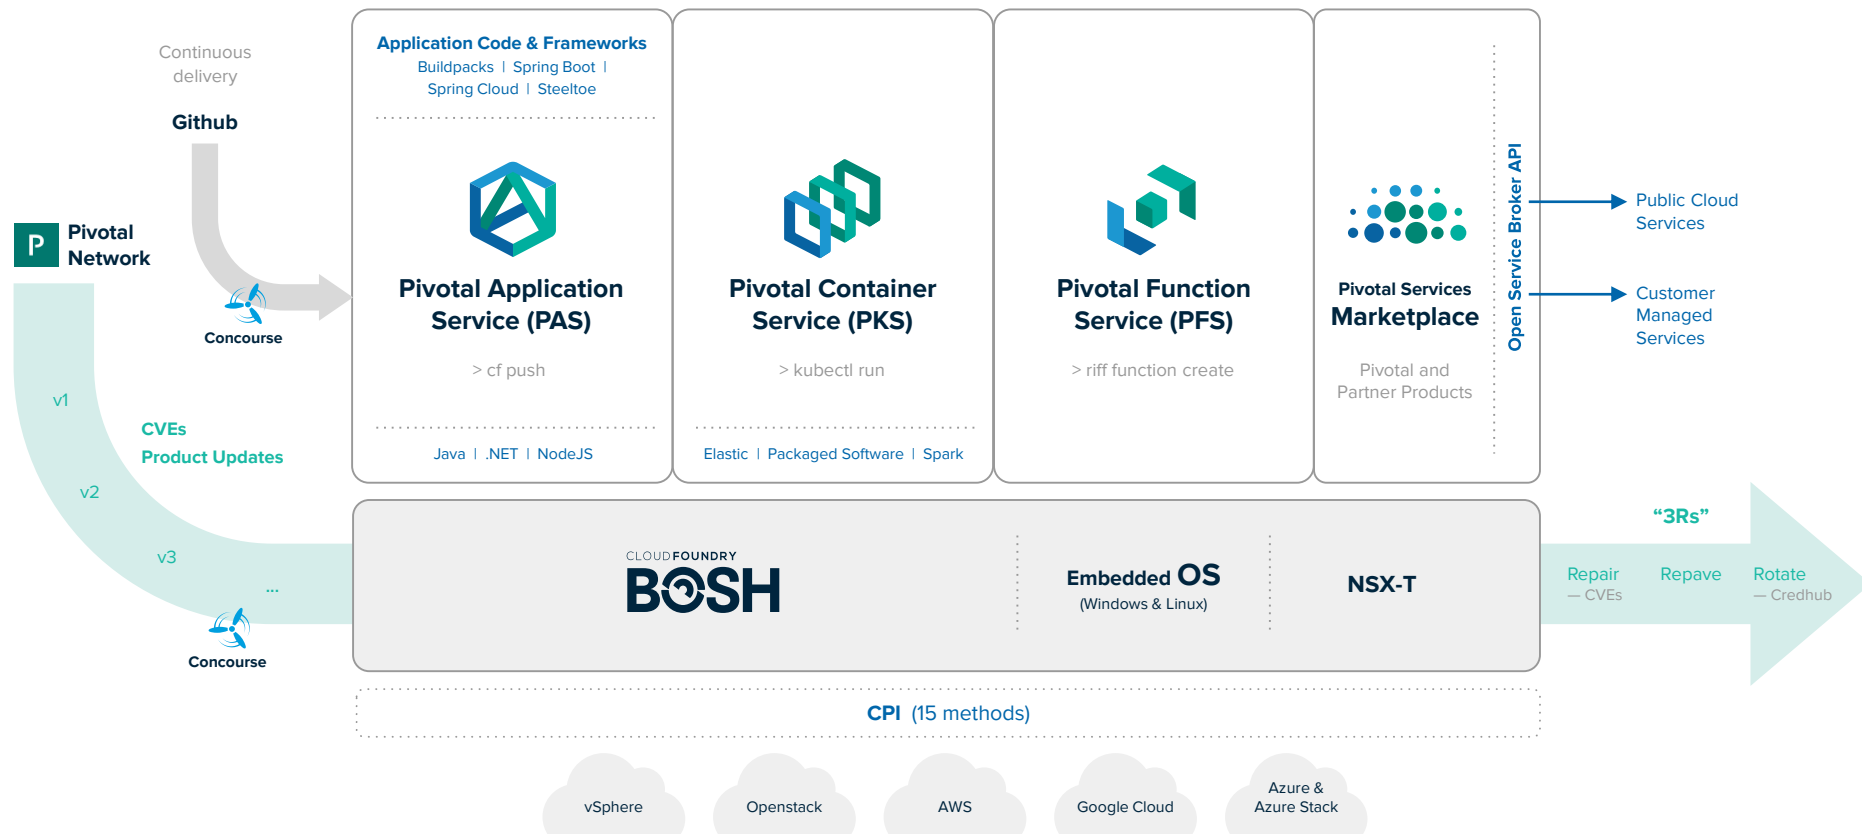 Continuous
delivery
Github
P
Pivotal
Network
Concourse
v1
v2
v3
...
CVEs
Product Updates
Concourse
Application Code & Frameworks
Buildpacks | Spring Boot |
Spring Cloud | Steeltoe
Pivotal Application
Service (PAS)
> cf push
Java | .NET | NodeJS
Pivotal Container
Service (PKS)
> kubectl run
Elastic | Packaged Software | Spark
Pivotal Function
Service (PFS)
> riff function create
Pivotal Services
Marketplace
Pivotal and
Partner Products
Open Service Broker API
Public Cloud
Services
Customer
Managed
Services
CLOUDFOUNDRY
BOSH
Embedded OS
(Windows & Linux)
NSX-T
“3Rs”
Repair
— CVEs
Repave
Rotate
— Credhub
CPI (15 methods)
vSphere
Openstack
AWS
Google Cloud
Azure &
Azure Stack